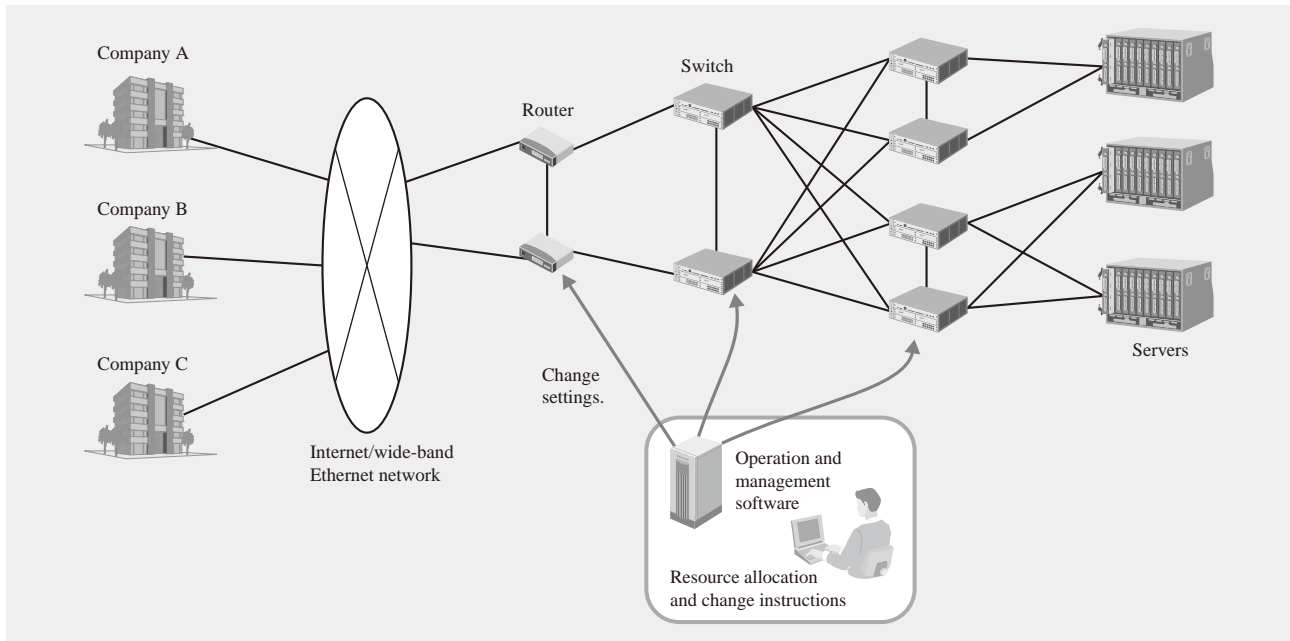 Company A
Switch
Router
Company B
Company C
Servers
Change
settings.
Internet/wide-band
Ethernet network
Operation and
management
software
Resource allocation
and change instructions